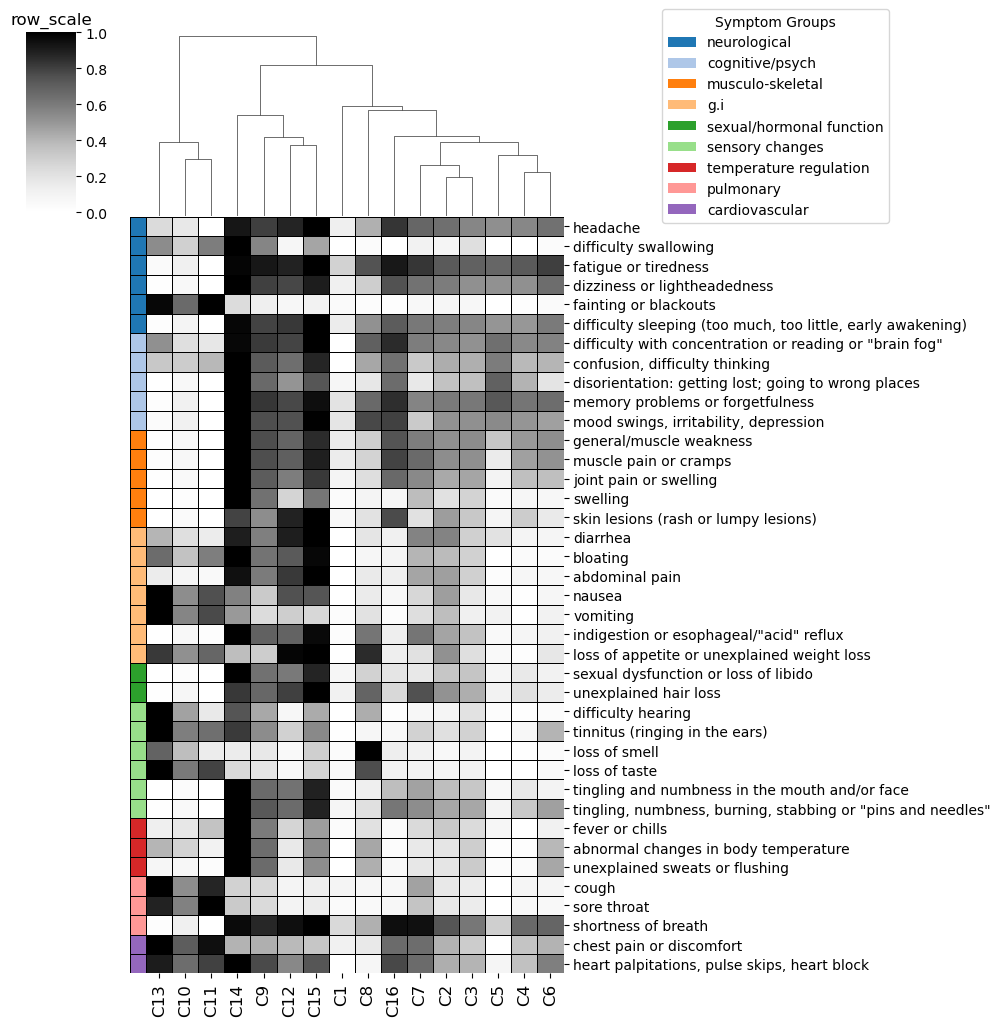 row_scale
1.0
0.8
0.6
0.4
0.2
0.0
Symptom Groups
neurological
cognitive/psych
musculo-skeletal
g.i
sexual/hormonal function
sensory changes
temperature regulation
pulmonary
cardiovascular
headache
difficulty swallowing
fatigue or tiredness
dizziness or lightheadedness
fainting or blackouts
difficulty sleeping (too much, too little, early awakening)
difficulty with concentration or reading or "brain fog"
confusion, difficulty thinking
disorientation: getting lost; going to wrong places
memory problems or forgetfulness
mood swings, irritability, depression
general/muscle weakness
muscle pain or cramps
joint pain or swelling
swelling
skin lesions (rash or lumpy lesions)
diarrhea
bloating
abdominal pain
nausea
vomiting
indigestion or esophageal/"acid" reflux
loss of appetite or unexplained weight loss
sexual dysfunction or loss of libido
unexplained hair loss
difficulty hearing
tinnitus (ringing in the ears)
loss of smell
loss of taste
tingling and numbness in the mouth and/or face
tingling, numbness, burning, stabbing or "pins and needles"
fever or chills
abnormal changes in body temperature
unexplained sweats or flushing
cough
sore throat
shortness of breath
chest pain or discomfort
heart palpitations, pulse skips, heart block
C13 C10 C11 C14 C9 C12 C15 C1 C8 C16 C7 C2 C3 C5 C4 C6